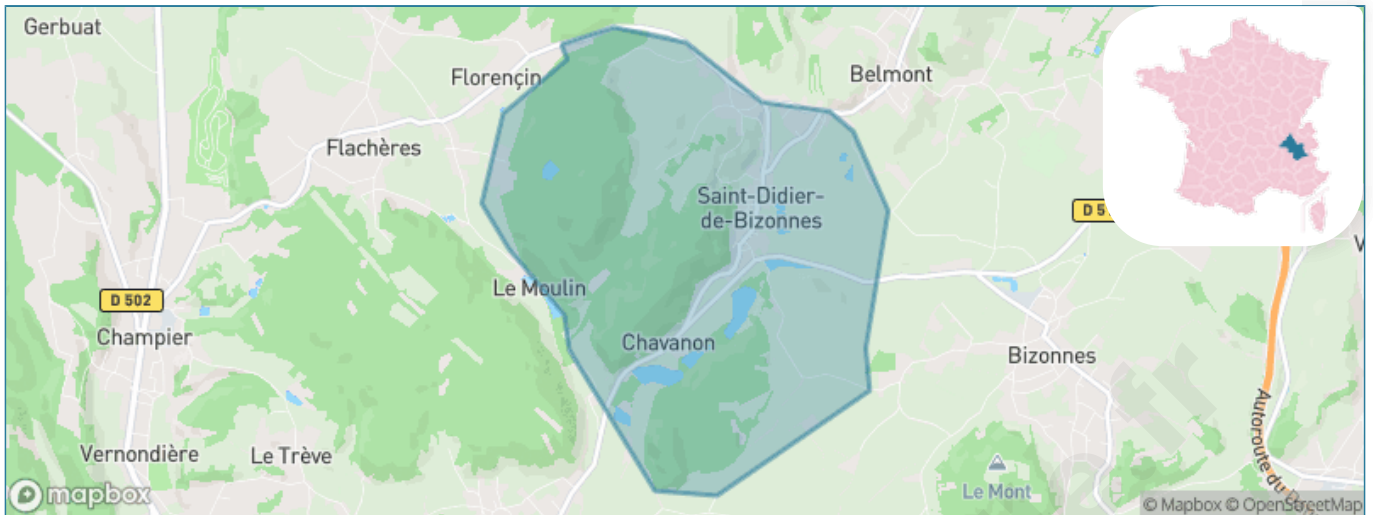 Gerbuat
Florençin
Belmont
Flachères
Saint-Didier-
de-Bizonnes
Le Moulin
D 502
Champier
Chavanon
Bizonnes
Vernondière
Le Trève
Le Mont
Autoroute du
mapbox
© Mapbox © OpenStreetMap